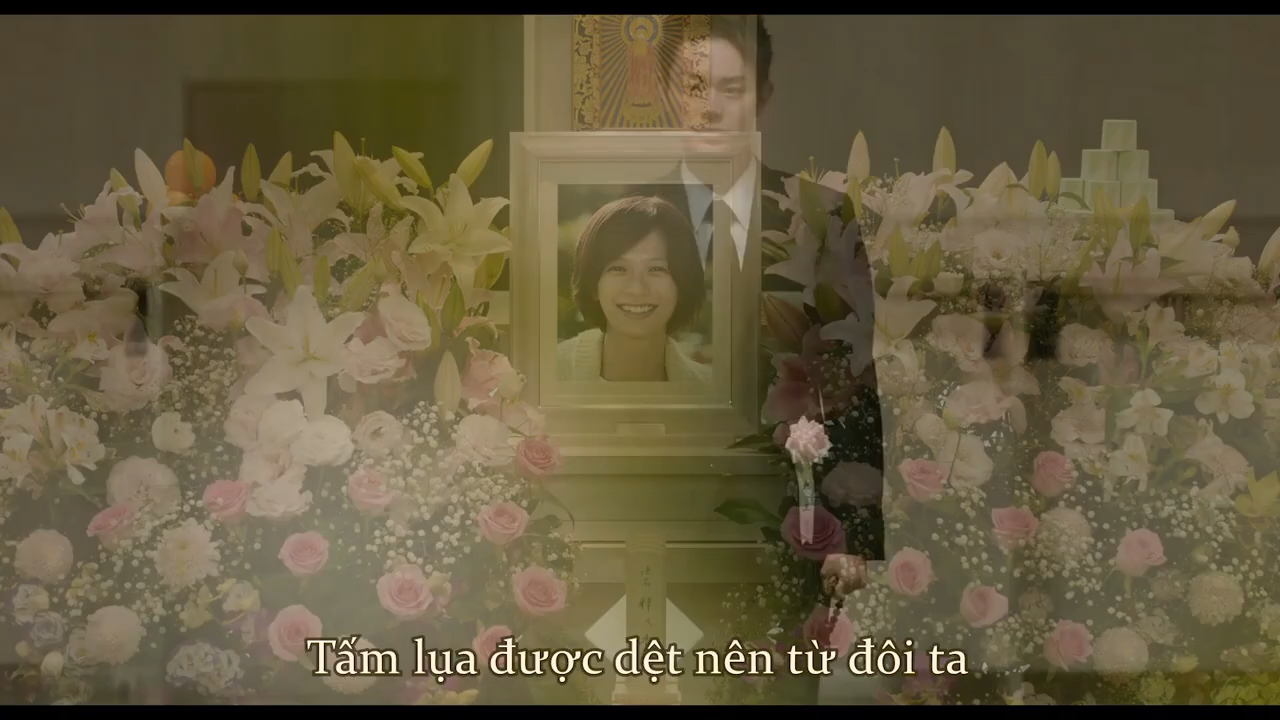 Tấm lụa được dệt nên từ đôi ta